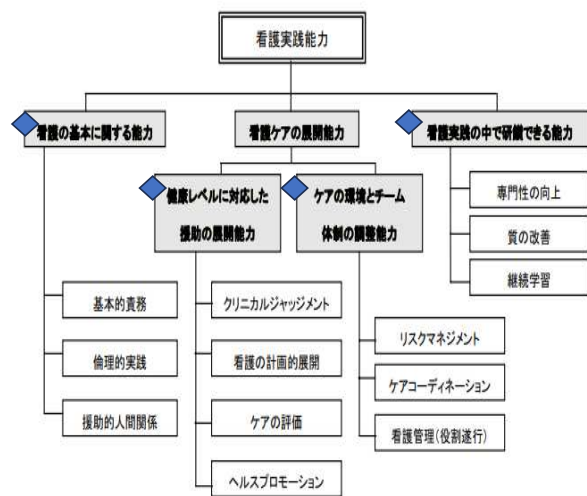 看護実践能力
看護の基本に関する能力
看護ケアの展開能力
看護実践の中で研鑽できる能力
健康レベルに対応した
援助の展開能力
ケアの環境とチーム
体制の調整能力
専門性の向上
質の改善
継続学習
基本的責務
倫理的実践
援助的人間関係
クリニカルジャッジメント
看護の計画的展開
ケアの評価
ヘルスプロモーション
リスクマネジメント
ケアコーディネーション
看護管理(役割遂行)